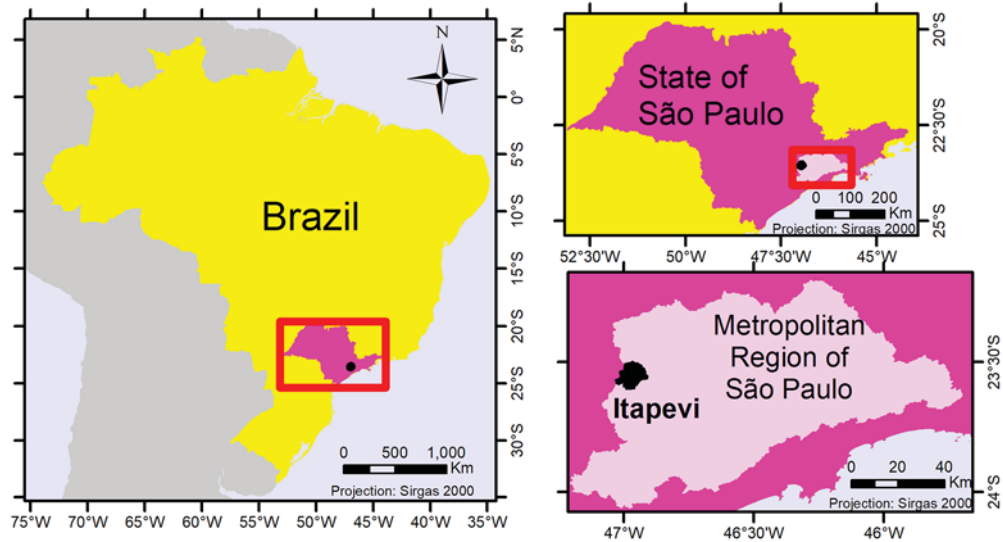 N
Brazil
5°N
0°
5°S
10°S
15°S
20°S
25°S
30°S
0 500 1,000
Km
Projection: Sirgas 2000
75°W 70°W 65°W 60°W 55°W 50°W 45°W 40°W 35°W
State of
São Paulo
20°S
22°30'S
25°S
0 100 200
Km
Projection: Sirgas 2000
52°30'W 50°W 47°30'W 45°W
Metropolitan
Region of
São Paulo
Itapevi
23°30'S
24°S
0 20 40
Km
Projection: Sirgas 2000
47°W 46°30'W 46°W